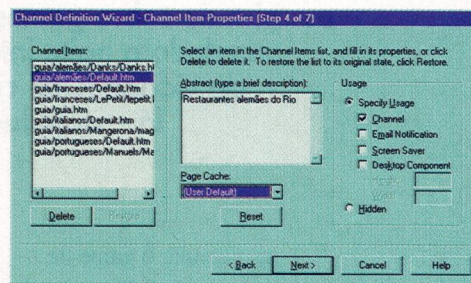 Channel Definition Wizard - Channel Item Properties (Step 4 of 7)
Channel Items:
guia/alemães/Danks/Danks.h
guia/alemães/Default.htm
guia/franceses/Default.htm
guia/franceses/LePetit/lepetit.
guia/guia.htm
guia/italianos/Default.htm
guia/italianos/Mangerona/mag
guia/portugueses/Default.htm
guia/portugueses/Manuels/Ma
Delete
Restore
Select an item in the Channel Items list, and fill in its properties, or click
Delete to delete it. To restore the list to its original state, click Restore.
Abstract (type a brief description):
Restaurantes alemães do Rio
Page Cache:
(User Default)
Reset
Usage
Specify Usage
Channel
Email Notification
Screen Saver
Desktop Component
Hidden
< Back
Next >
Cancel
Help